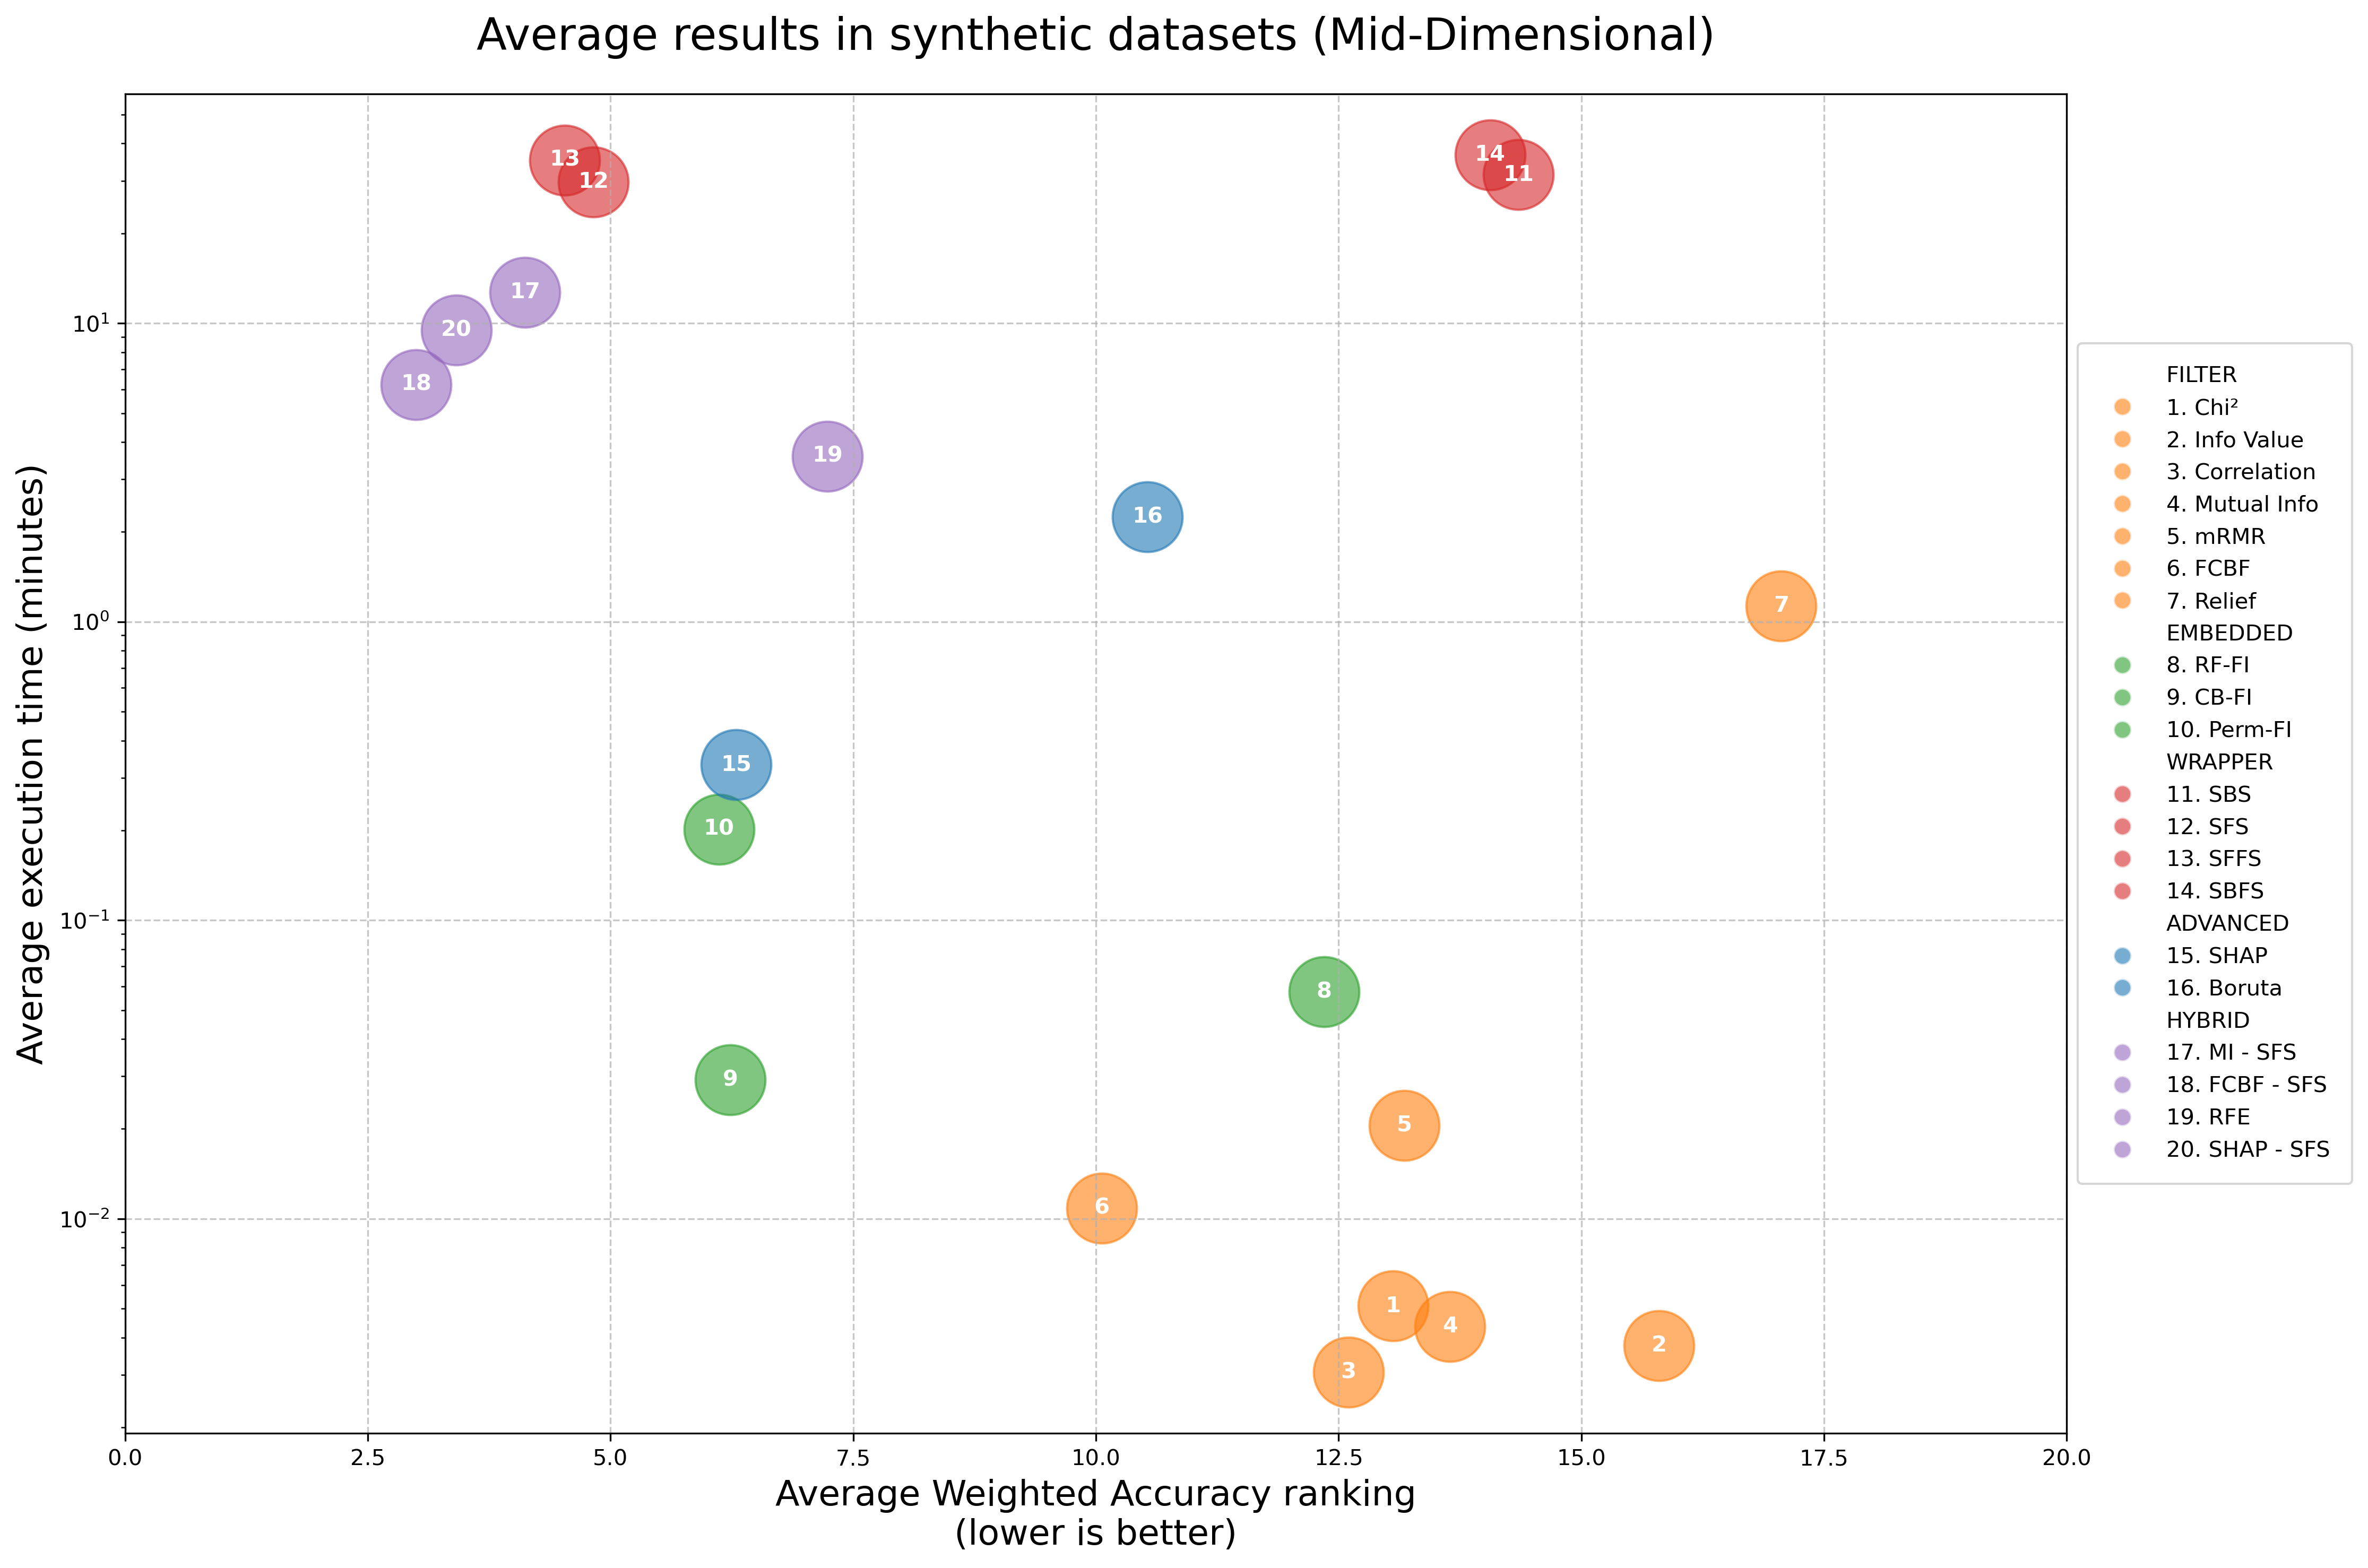 Average results in synthetic datasets (Mid-Dimensional)
Average execution time (minutes)
10¹
10⁰
10⁻¹
10⁻²
13
12
14
11
17
20
18
19
16
7
15
10
8
9
5
6
1
4
2
3
0.0 2.5 5.0 7.5 10.0 12.5 15.0 17.5 20.0
Average Weighted Accuracy ranking
(lower is better)
FILTER
1. Chi²
2. Info Value
3. Correlation
4. Mutual Info
5. mRMR
6. FCBF
7. Relief
EMBEDDED
8. RF-FI
9. CB-FI
10. Perm-FI
WRAPPER
11. SBS
12. SFS
13. SFFS
14. SBFS
ADVANCED
15. SHAP
16. Boruta
HYBRID
17. MI - SFS
18. FCBF - SFS
19. RFE
20. SHAP - SFS